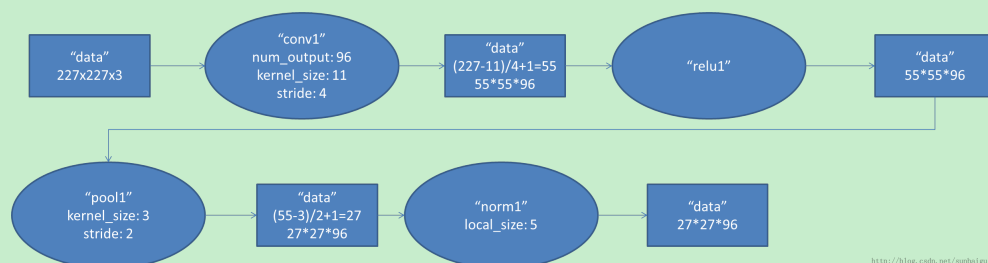 “data”
227x227x3
“conv1”
num_output: 96
kernel_size: 11
stride: 4
“data”
(227-11)/4+1=55
55*55*96
“relu1”
“data”
55*55*96
“pool1”
kernel_size: 3
stride: 2
“data”
(55-3)/2+1=27
27*27*96
“norm1”
local_size: 5
“data”
27*27*96